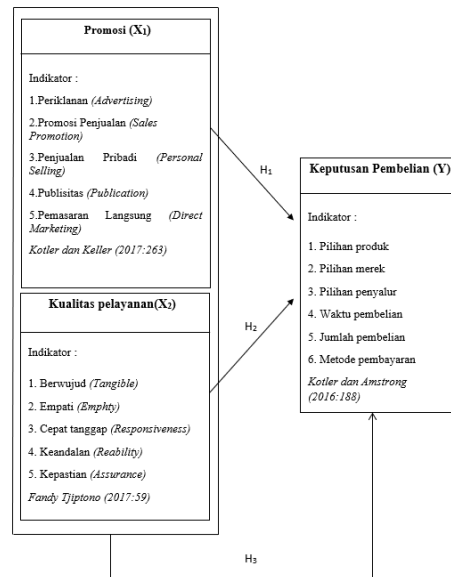 Promosi (X₁)
Indikator :
1.Periklanan (Advertising)
2.Promosi Penjualan (Sales
Promotion)
3.Penjualan Pribadi (Personal
Selling)
4.Publisitas (Publication)
5.Pemasaran Langsung (Direct
Marketing)
Kotler dan Keller (2017:263)
Kualitas pelayanan(X₂)
Indikator :
1. Berwujud (Tangible)
2. Empati (Emphty)
3. Cepat tanggap (Responsiveness)
4. Keandalan (Reability)
5. Kepastian (Assurance)
Fandy Tjiptono (2017:59)
H₁
H₂
Keputusan Pembelian (Y)
Indikator :
1. Pilihan produk
2. Pilihan merek
3. Pilihan penyalur
4. Waktu pembelian
5. Jumlah pembelian
6. Metode pembayaran
Kotler dan Amstrong
(2016:188)
H₃